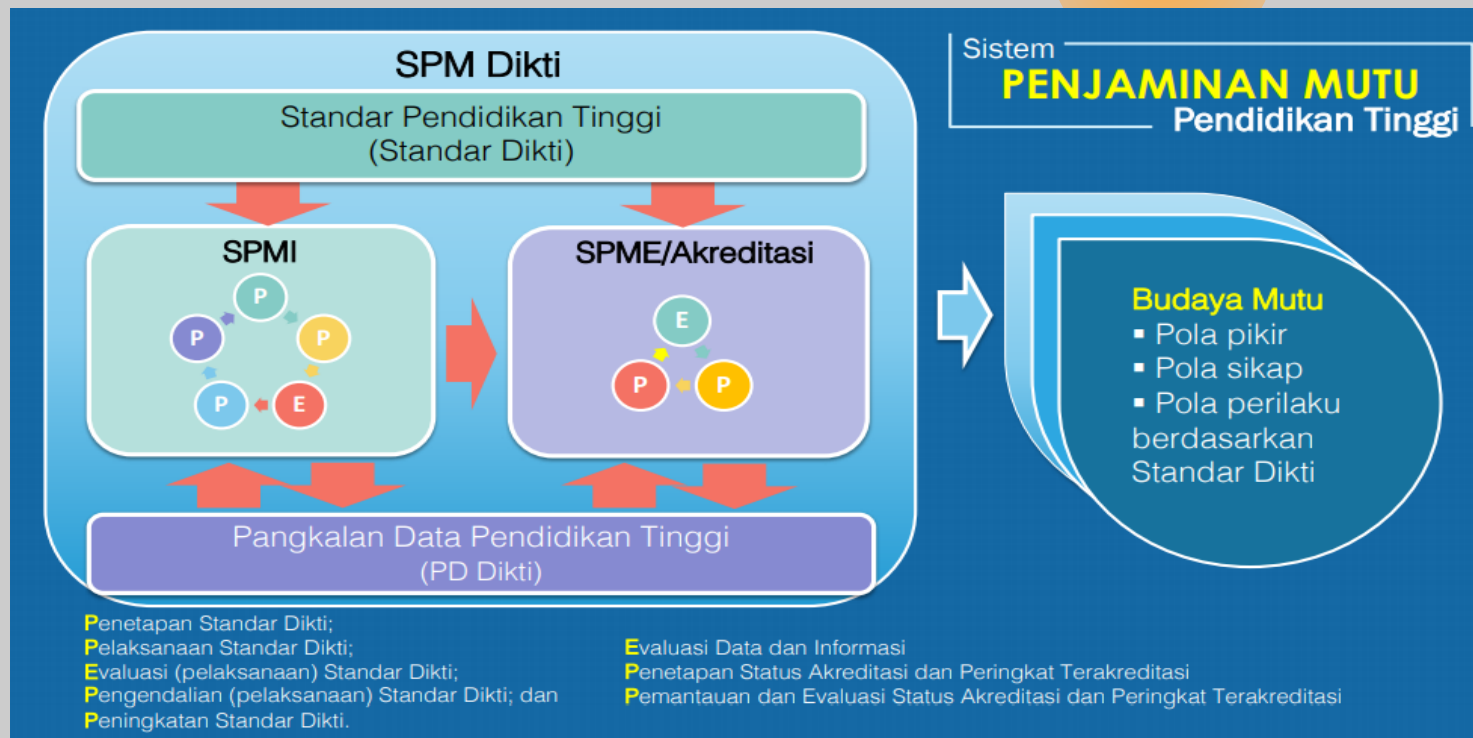 SPM Dikti
Standar Pendidikan Tinggi
(Standar Dikti)
SPMI
P
P
P
P
E
SPME/Akreditasi
E
P
P
Pangkalan Data Pendidikan Tinggi
(PD Dikti)
Penetapan Standar Dikti;
Pelaksanaan Standar Dikti;
Evaluasi (pelaksanaan) Standar Dikti;
Pengendalian (pelaksanaan) Standar Dikti; dan
Peningkatan Standar Dikti.
Evaluasi Data dan Informasi
Penetapan Status Akreditasi dan Peringkat Terakreditasi
Pemantauan dan Evaluasi Status Akreditasi dan Peringkat Terakreditasi
Sistem
PENJAMINAN MUTU
Pendidikan Tinggi
Budaya Mutu
▪ Pola pikir
▪ Pola sikap
▪ Pola perilaku
berdasarkan
Standar Dikti